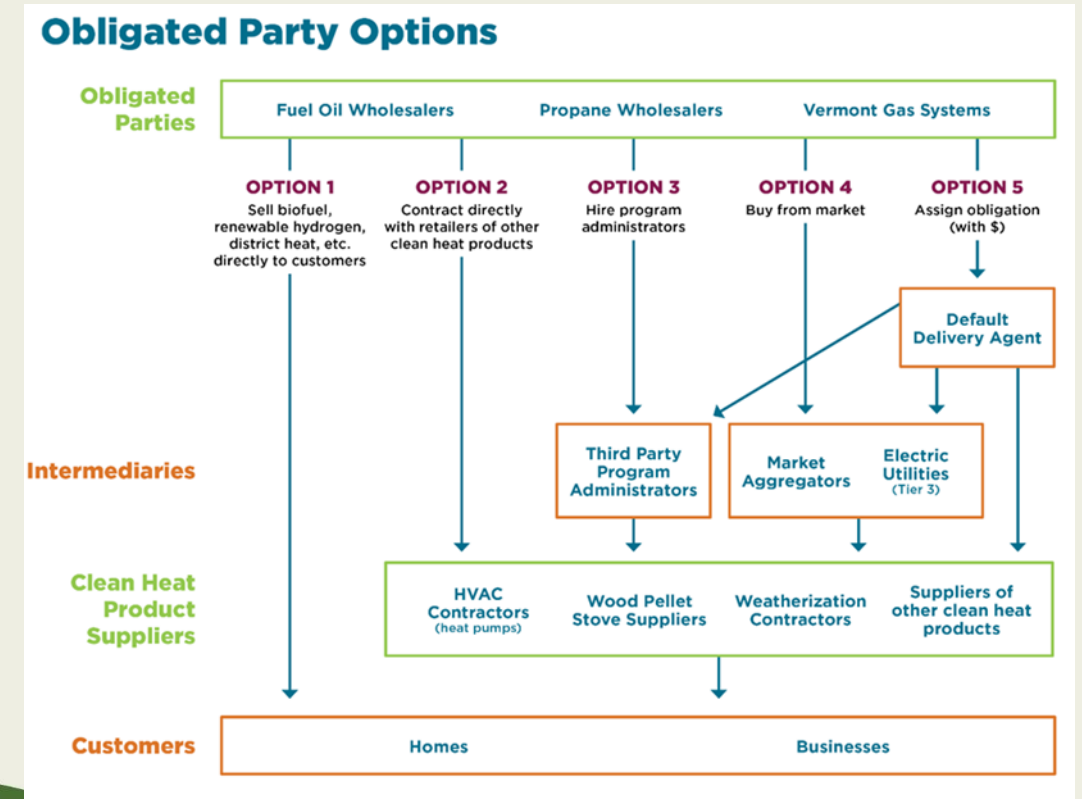 Obligated Party Options
Obligated
Parties
Fuel Oil Wholesalers
Propane Wholesalers
Vermont Gas Systems
OPTION 1
Sell biofuel,
renewable hydrogen,
district heat, etc.
directly to customers
OPTION 2
Contract directly
with retailers of other
clean heat products
OPTION 3
Hire program
administrators
OPTION 4
Buy from market
OPTION 5
Assign obligation
(with $)
Default
Delivery Agent
Intermediaries
Third Party
Program
Administrators
Market
Aggregators
Electric
Utilities
(Tier 3)
Clean Heat
Product
Suppliers
HVAC
Contractors
(heat pumps)
Wood Pellet
Stove Suppliers
Weatherization
Contractors
Suppliers of
other clean heat
products
Customers
Homes
Businesses